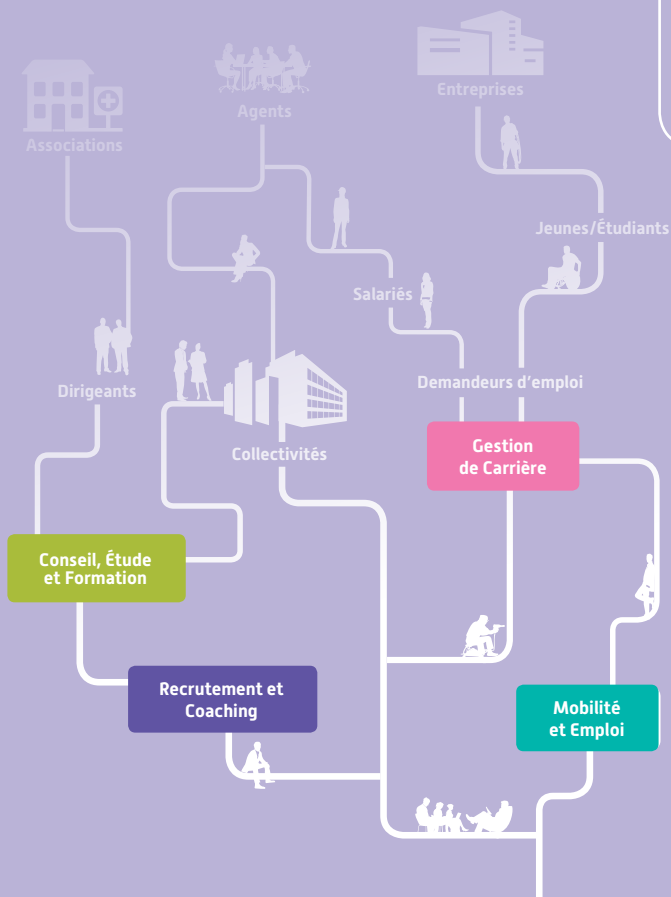 Entreprises
Agents
Associations
Jeunes/Étudiants
Salariés
Demandeurs d'emploi
Dirigeants
Collectivités
Gestion
de Carrière
Conseil, Étude
et Formation
Recrutement et
Coaching
Mobilité
et Emploi